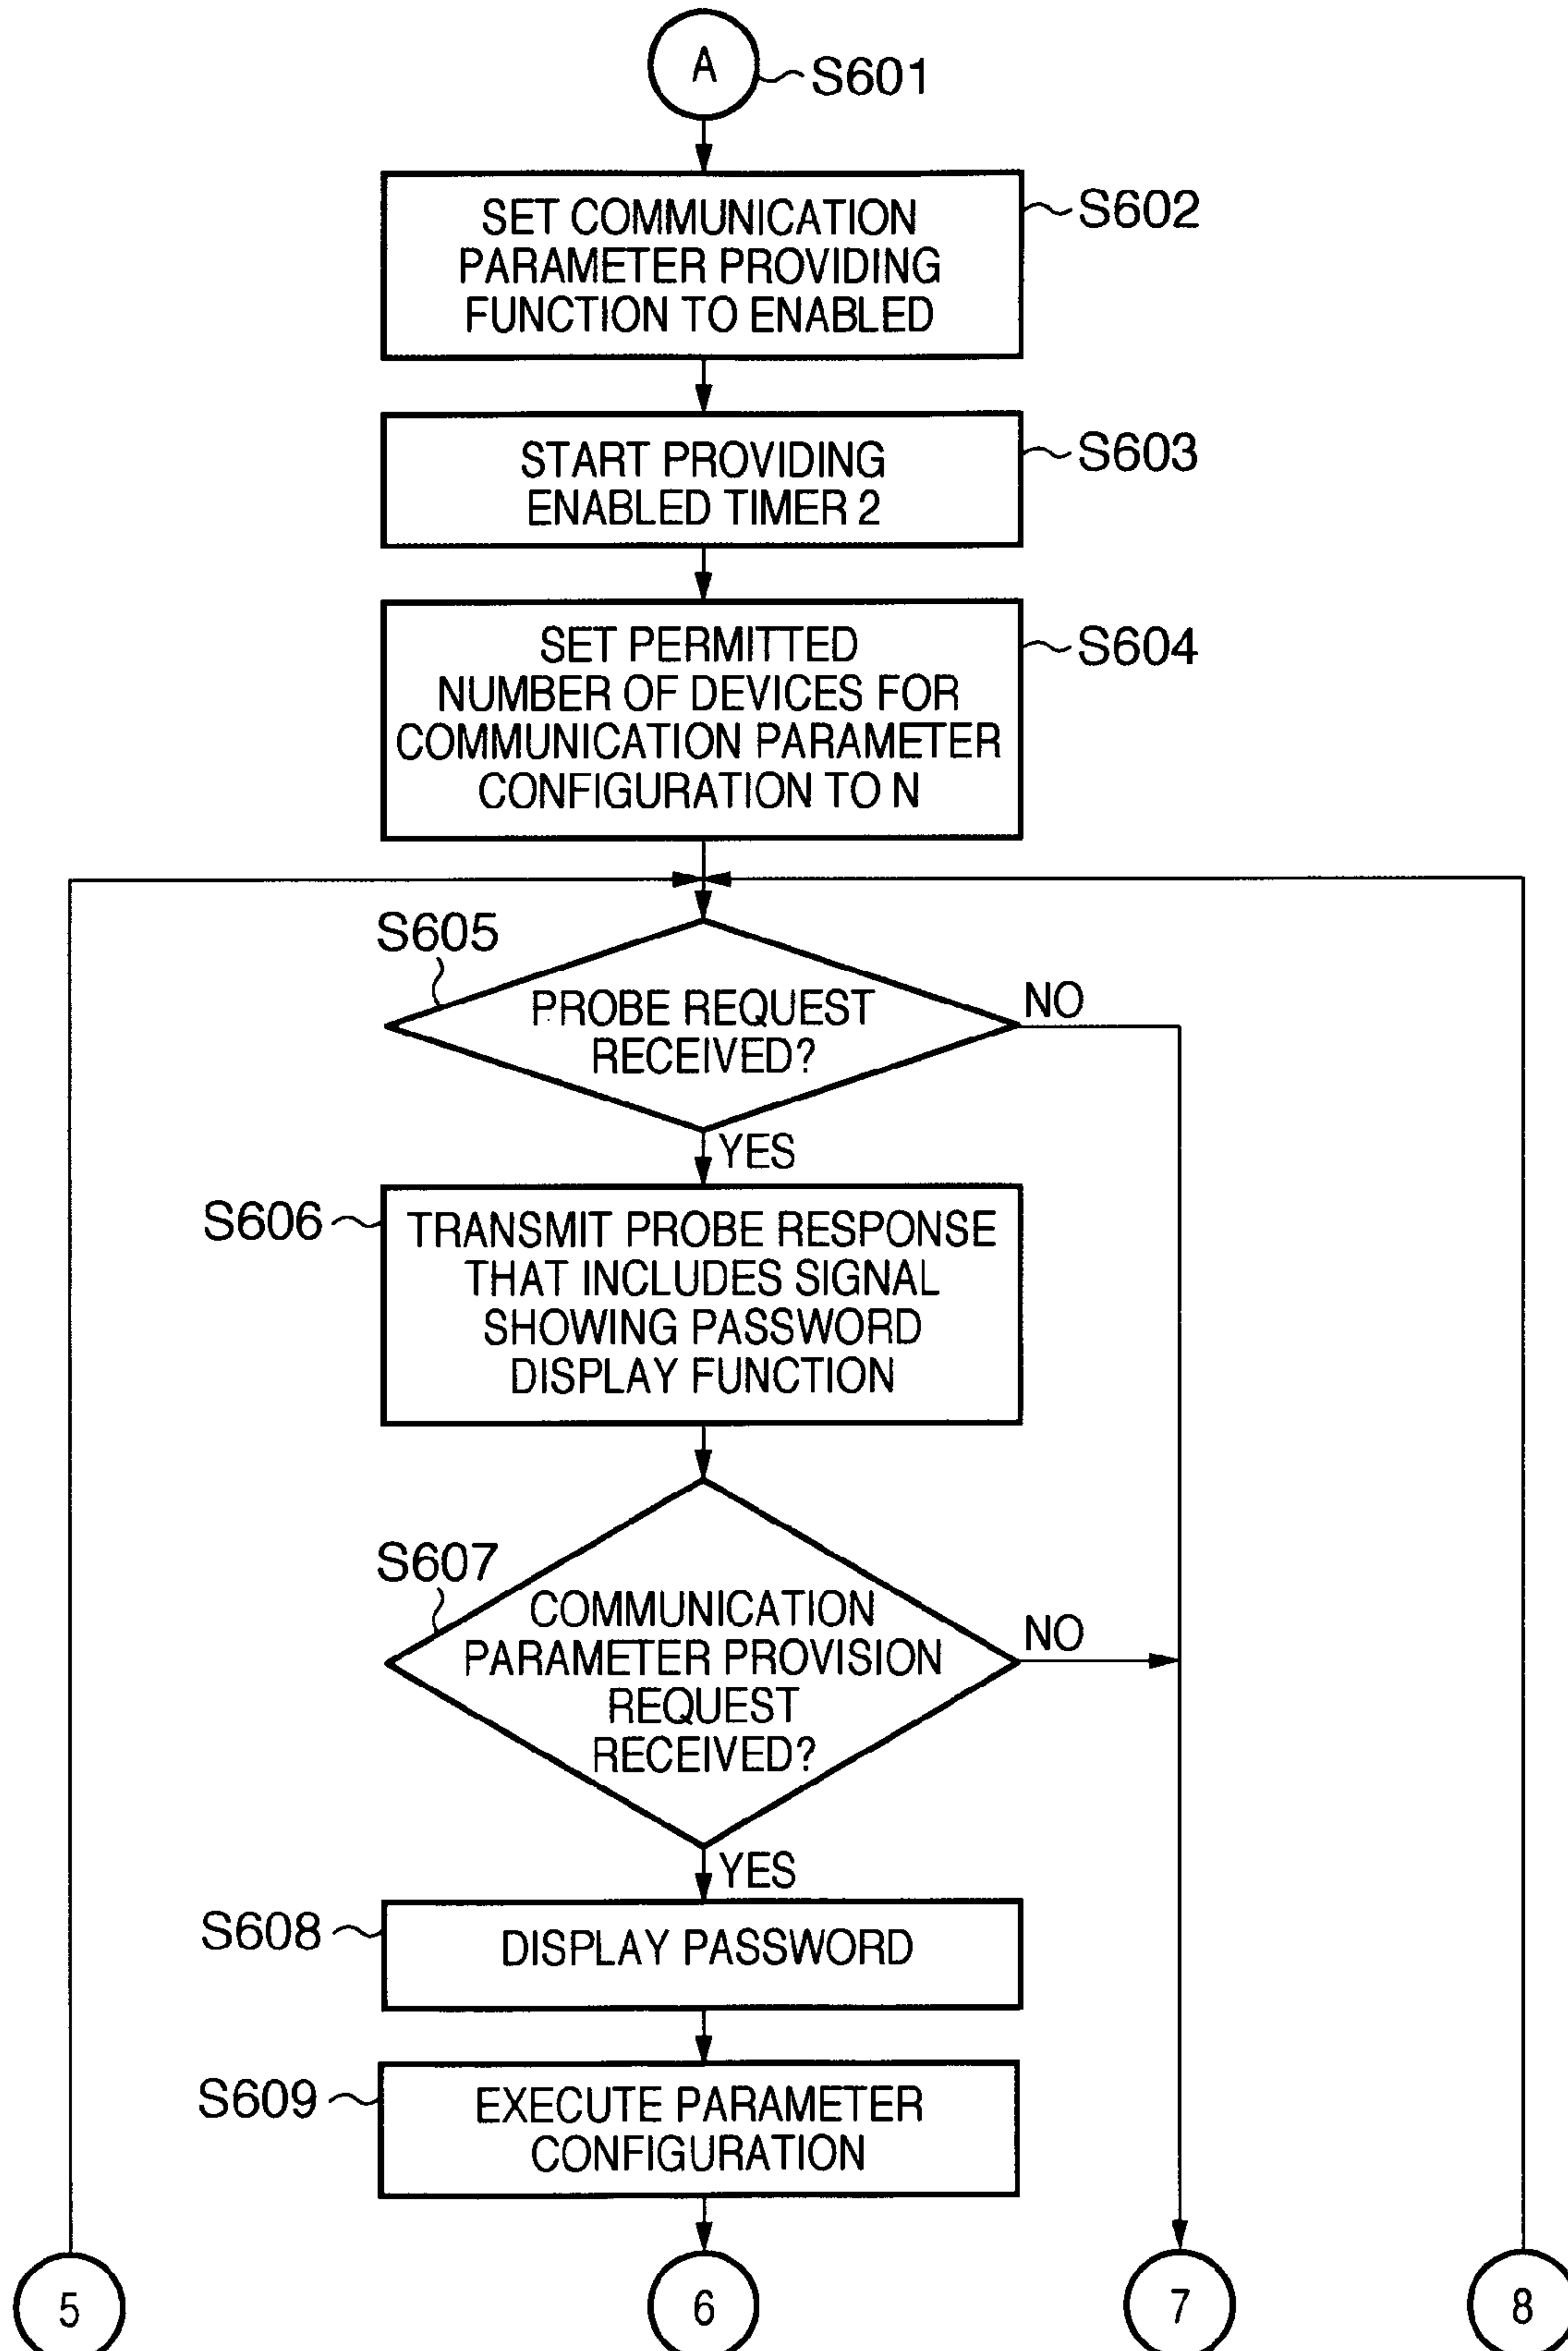 A
S601
SET COMMUNICATION
PARAMETER PROVIDING
FUNCTION TO ENABLED
S602
START PROVIDING
ENABLED TIMER 2
S603
SET PERMITTED
NUMBER OF DEVICES FOR
COMMUNICATION PARAMETER
CONFIGURATION TO N
S604
S605
PROBE REQUEST
RECEIVED?
NO
YES
S606
TRANSMIT PROBE RESPONSE
THAT INCLUDES SIGNAL
SHOWING PASSWORD
DISPLAY FUNCTION
S607
COMMUNICATION
PARAMETER PROVISION
REQUEST
RECEIVED?
NO
YES
S608
DISPLAY PASSWORD
S609
EXECUTE PARAMETER
CONFIGURATION
5
6
7
8